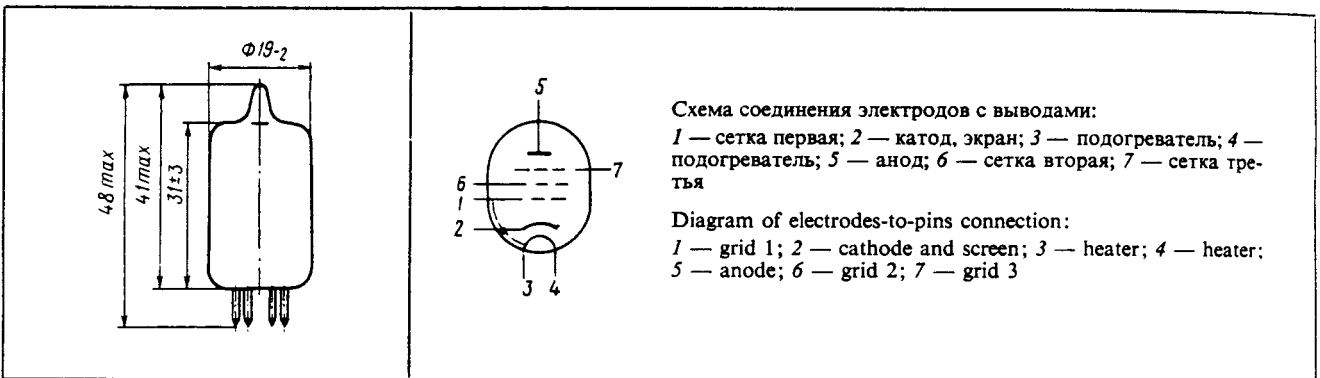 Ф19-2
48 max
41 max
31±3
5
7
6
1
2
3 4
Схема соединения электродов с выводами:
1 — сетка первая; 2 — катод, экран; 3 — подогреватель; 4 —
подогреватель; 5 — анод; 6 — сетка вторая; 7 — сетка тре-
тья
Diagram of electrodes-to-pins connection:
1 — grid 1; 2 — cathode and screen; 3 — heater; 4 — heater;
5 — anode; 6 — grid 2; 7 — grid 3